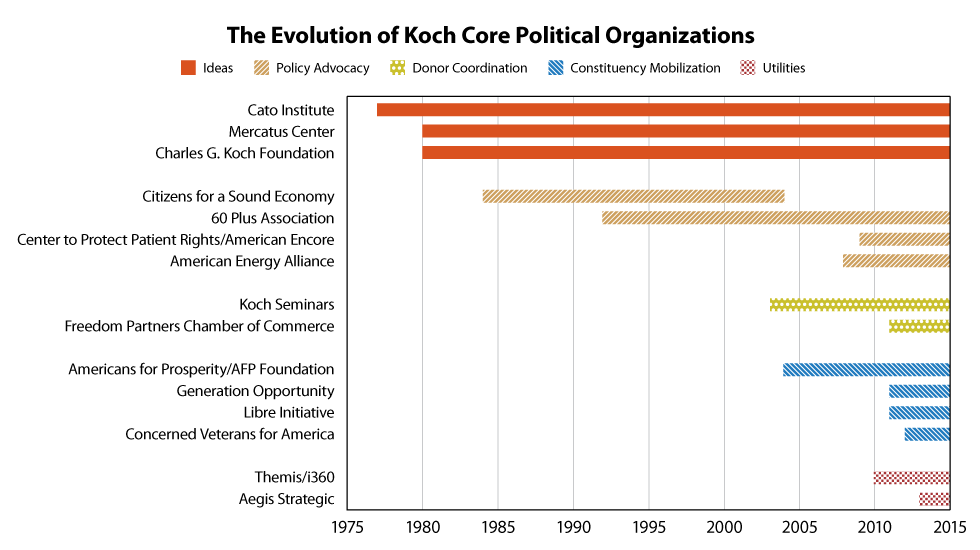 The Evolution of Koch Core Political Organizations
Ideas Policy Advocacy Donor Coordination Constituency Mobilization Utilities
Cato Institute
Mercatus Center
Charles G. Koch Foundation
Citizens for a Sound Economy
60 Plus Association
Center to Protect Patient Rights/American Encore
American Energy Alliance
Koch Seminars
Freedom Partners Chamber of Commerce
Americans for Prosperity/AFP Foundation
Generation Opportunity
Libre Initiative
Concerned Veterans for America
Themis/i360
Aegis Strategic
1975 1980 1985 1990 1995 2000 2005 2010 2015